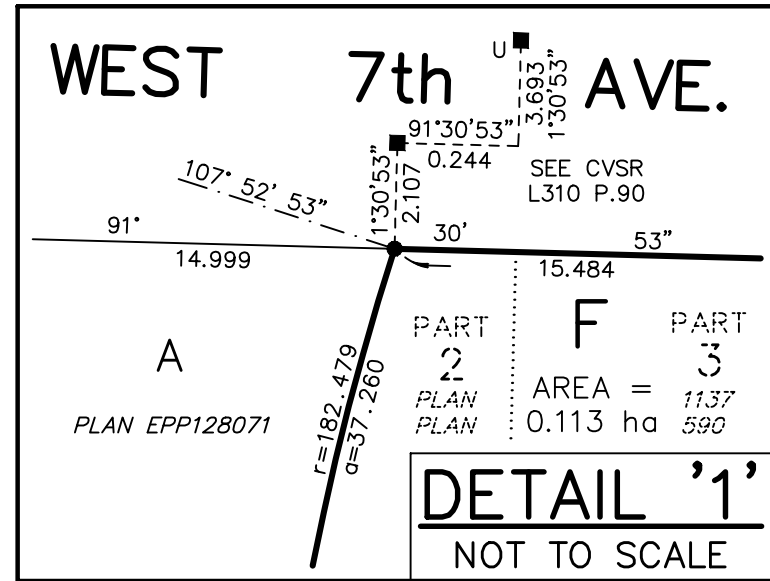 WEST 7th AVE.
U
3.693
1°30'53"
91°30'53"
0.244
SEE CVSR
L310 P.90
1°30'53"
2.107
107° 52' 53"
91° 30' 53"
14.999
15.484
A
PLAN EPP128071
r=182.479
a=37.260
PART
2
PLAN
PLAN
F
AREA =
0.113 ha
PART
3
1137
590
DETAIL '1'
NOT TO SCALE